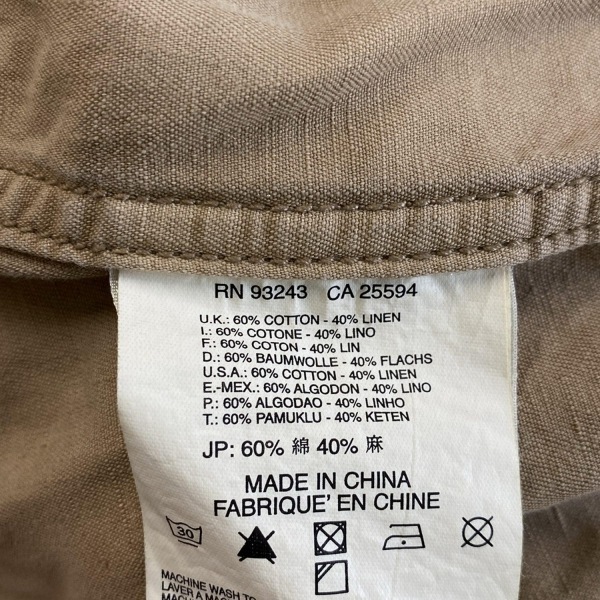 RN 93243 CA 25594
U.K.: 60% COTTON - 40% LINEN
I.: 60% COTONE - 40% LINO
F.: 60% COTON - 40% LIN
D.: 60% BAUMWOLLE - 40% FLACHS
U.S.A.: 60% COTTON - 40% LINEN
E.-MEX.: 60% ALGODON - 40% LINO
P.: 60% ALGODAO - 40% LINHO
T.: 60% PAMUKLU - 40% KETEN
JP: 60% 綿 40% 麻
MADE IN CHINA
FABRIQUE' EN CHINE
30
MACHINE WASH
LAVER A